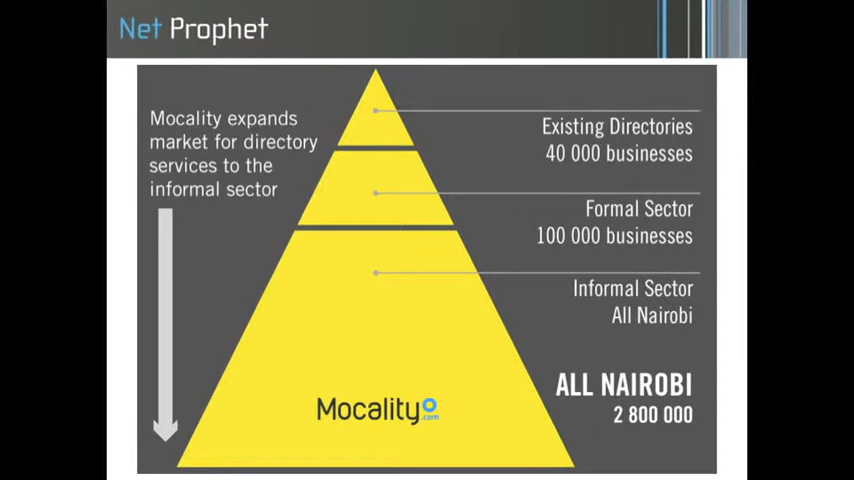 Net Prophet
Mocality expands
market for directory
services to the
informal sector
Existing Directories
40 000 businesses
Formal Sector
100 000 businesses
Informal Sector
All Nairobi
ALL NAIROBI
2 800 000
Mocality
.com